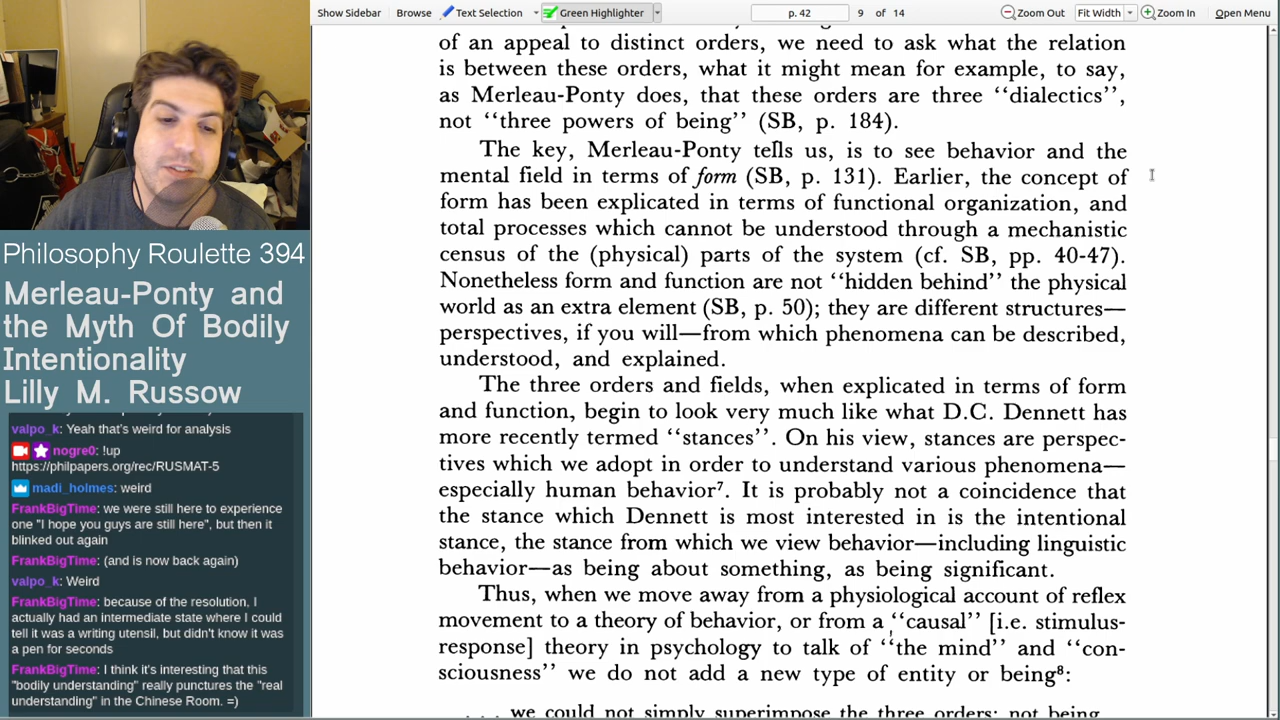 Show Sidebar Browse Text Selection Green Highlighter p. 42 9 of 14 Zoom Out Fit Width Zoom In Open Menu
of an appeal to distinct orders, we need to ask what the relation
is between these orders, what it might mean for example, to say,
as Merleau-Ponty does, that these orders are three "dialectics",
not "three powers of being" (SB, p. 184).
The key, Merleau-Ponty tells us, is to see behavior and the
mental field in terms of form (SB, p. 131). Earlier, the concept of
form has been explicated in terms of functional organization, and
total processes which cannot be understood through a mechanistic
census of the (physical) parts of the system (cf. SB, pp. 40-47).
Nonetheless form and function are not "hidden behind" the physical
world as an extra element (SB, p. 50); they are different structures—
perspectives, if you will—from which phenomena can be described,
understood, and explained.
The three orders and fields, when explicated in terms of form
and function, begin to look very much like what D.C. Dennett has
more recently termed "stances". On his view, stances are perspec-
tives which we adopt in order to understand various phenomena—
especially human behavior⁷. It is probably not a coincidence that
the stance which Dennett is most interested in is the intentional
stance, the stance from which we view behavior—including linguistic
behavior—as being about something, as being significant.
Thus, when we move away from a physiological account of reflex
movement to a theory of behavior, or from a "causal" [i.e. stimulus-
response] theory in psychology to talk of "the mind" and "con-
sciousness" we do not add a new type of entity or being⁸:
. . . we could not simply superimpose the three orders; not being
Philosophy Roulette 394
Merleau-Ponty and
the Myth Of Bodily
Intentionality
Lilly M. Russow
valpo_k: Yeah that's weird for analysis
nogre0: !up
https://philpapers.org/rec/RUSMAT-5
madi_holmes: weird
FrankBigTime: we were still here to experience
one "I hope you guys are still here", but then it
blinked out again
FrankBigTime: (and is now back again)
valpo_k: Weird
FrankBigTime: because of the resolution, I
actually had an intermediate state where I could
tell it was a writing utensil, but didn't know it was
a pen for seconds
FrankBigTime: I think it's interesting that this
"bodily understanding" really punctures the "real
understanding" in the Chinese Room. =)